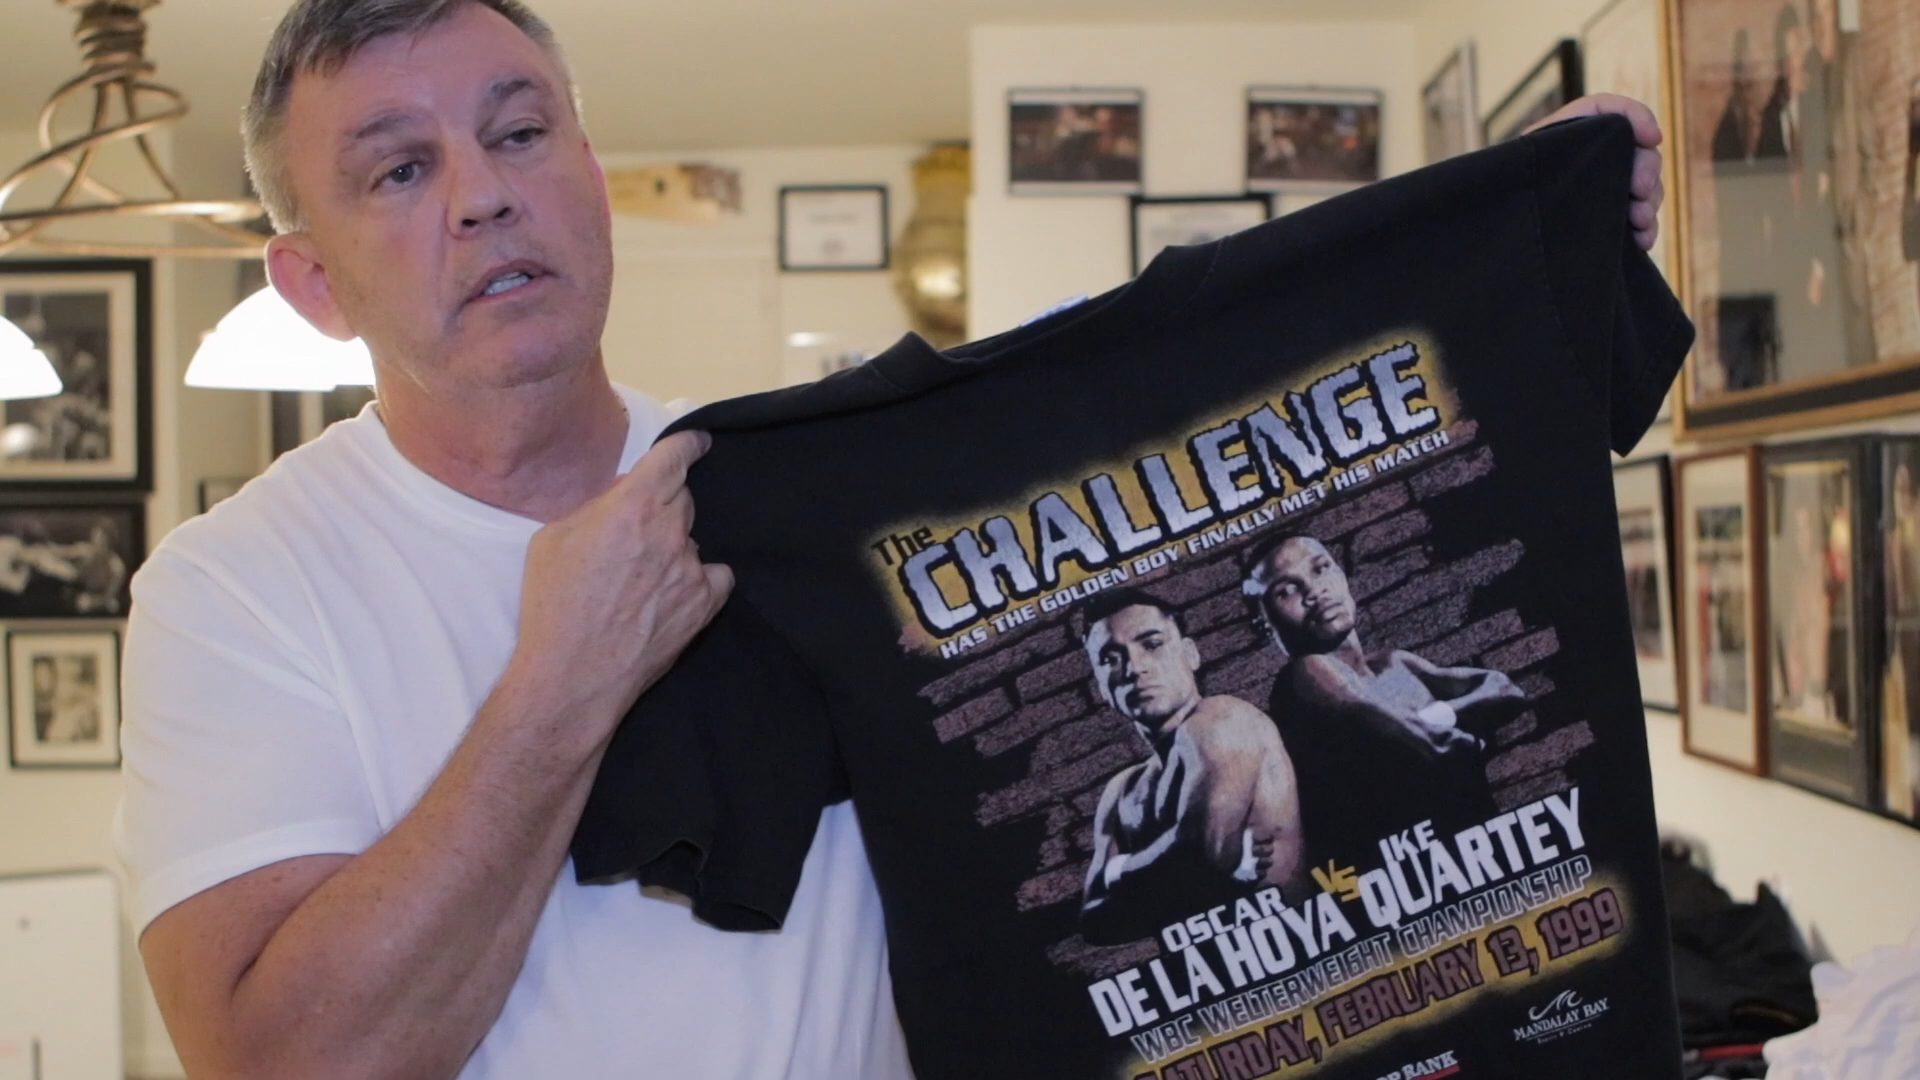 The
CHALLENGE
HAS THE GOLDEN BOY FINALLY MET HIS MATCH
OSCAR
DE LA HOYA
VS
IKE
QUARTEY
WBC WELTERWEIGHT CHAMPIONSHIP
SATURDAY, FEBRUARY 13, 1999
MANDALAY BAY
RANK